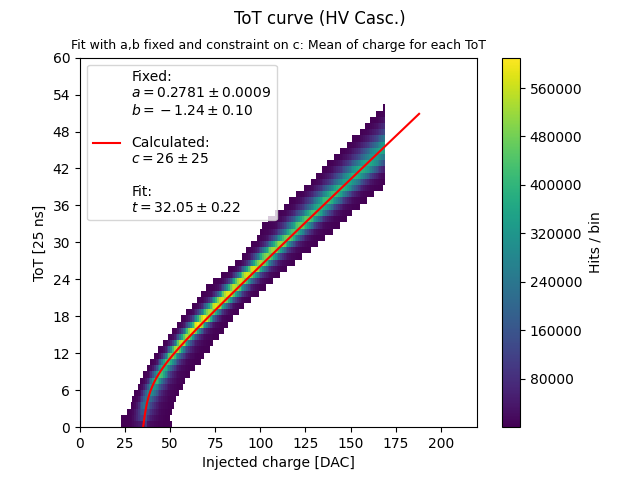 ToT curve (HV Casc.)
Fit with a,b fixed and constraint on c: Mean of charge for each ToT
Fixed:
a = 0.2781 ± 0.0009
b = −1.24 ± 0.10
Calculated:
c = 26 ± 25
Fit:
t = 32.05 ± 0.22
60
54
48
42
36
30
24
18
12
6
0
ToT [25 ns]
0 25 50 75 100 125 150 175 200
Injected charge [DAC]
560000
480000
400000
320000
240000
160000
80000
Hits / bin